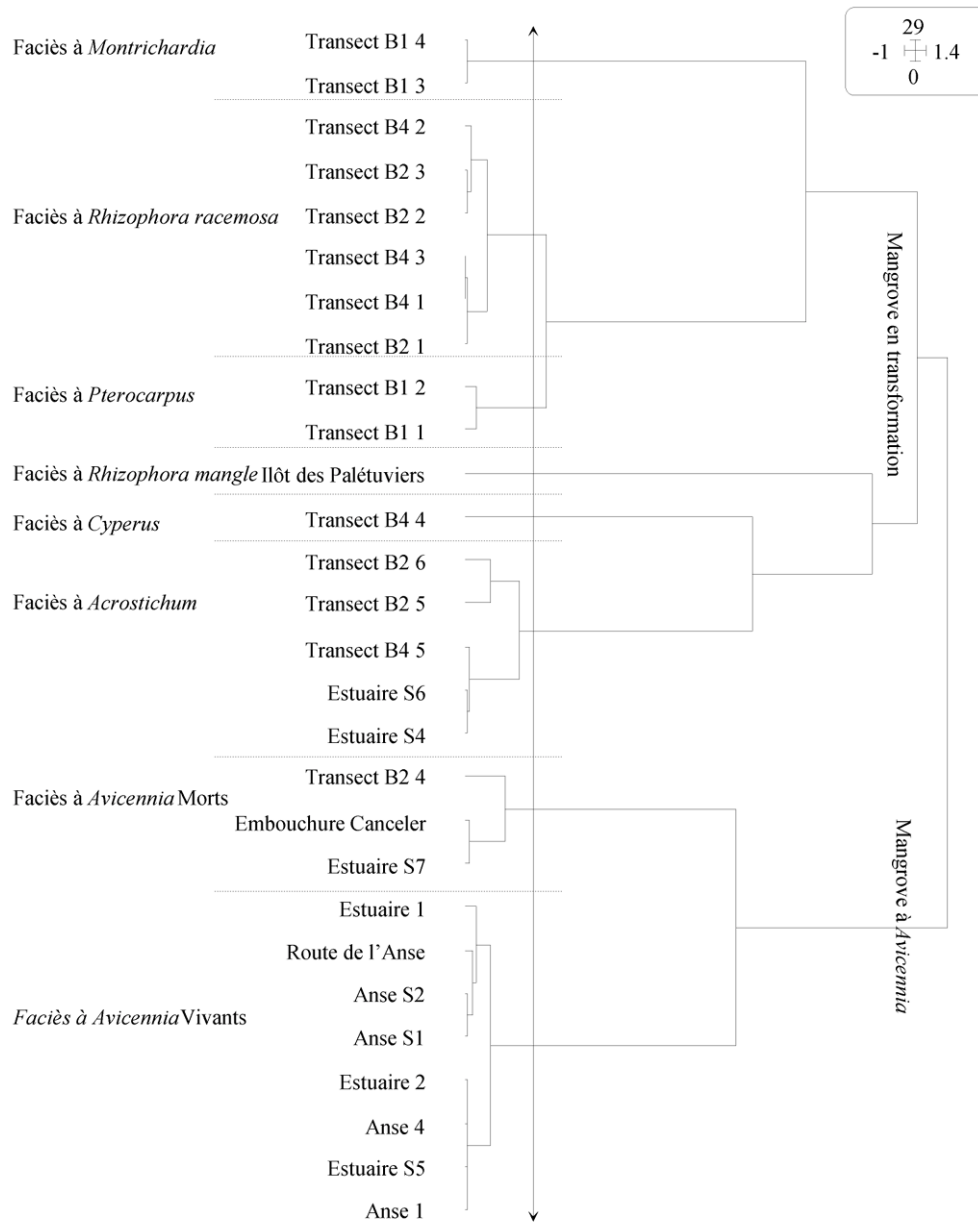 29
-1 1.4
0
Faciès à Montrichardia
Transect B1 4
Transect B1 3
Faciès à Rhizophora racemosa
Transect B4 2
Transect B2 3
Transect B2 2
Transect B4 3
Transect B4 1
Transect B2 1
Faciès à Pterocarpus
Transect B1 2
Transect B1 1
Faciès à Rhizophora mangle Ilôt des Palétuviers
Faciès à Cyperus
Transect B4 4
Faciès à Acrostichum
Transect B2 6
Transect B2 5
Transect B4 5
Estuaire S6
Estuaire S4
Faciès à Avicennia Morts
Transect B2 4
Embouchure Canceler
Estuaire S7
Faciès à Avicennia Vivants
Estuaire 1
Route de l'Anse
Anse S2
Anse S1
Estuaire 2
Anse 4
Estuaire S5
Anse 1
Mangrove en transformation
Mangrove à Avicennia